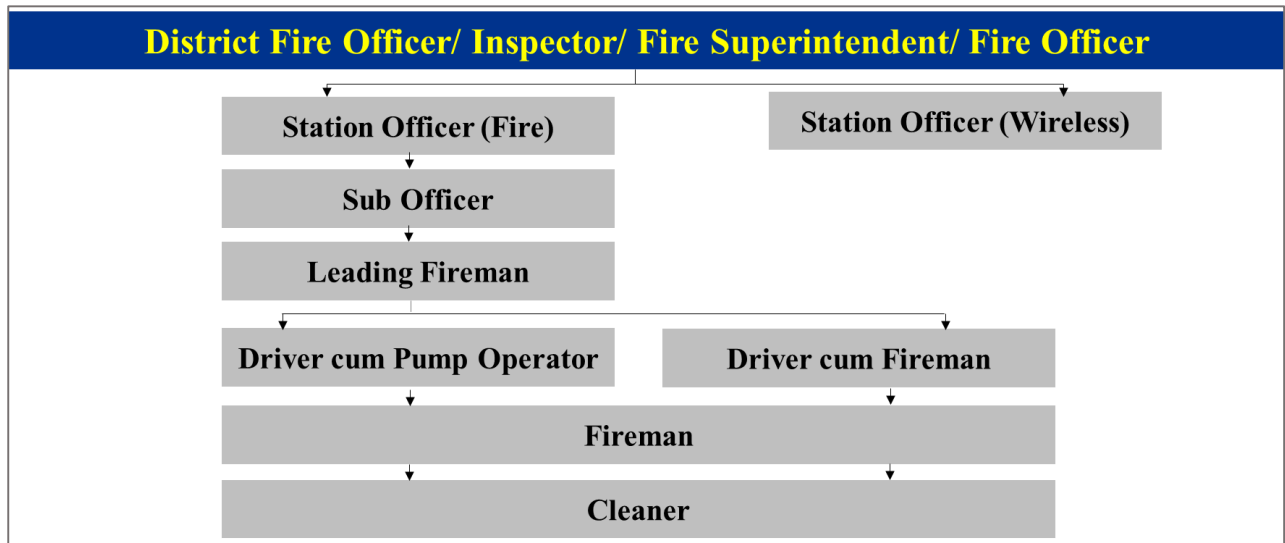 District Fire Officer/ Inspector/ Fire Superintendent/ Fire Officer
Station Officer (Fire)
Station Officer (Wireless)
Sub Officer
Leading Fireman
Driver cum Pump Operator
Driver cum Fireman
Fireman
Cleaner